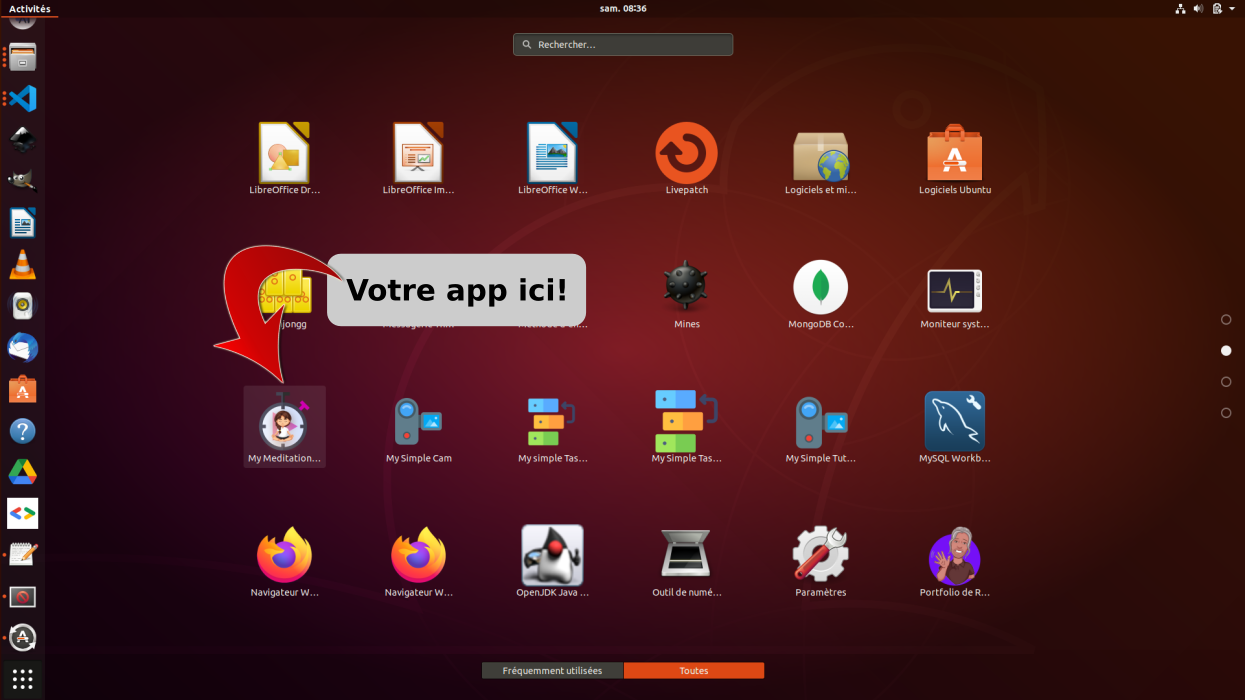 Activités
sam. 08:36
Rechercher...
LibreOffice Dr...
LibreOffice Im...
LibreOffice W...
Livepatch
Logiciels et mi...
Logiciels Ubuntu
Votre app ici!
jongg
Mines
MongoDB Co...
Moniteur syst...
My Meditation...
My Simple Cam
My simple Tas...
My Simple Tas...
My Simple Tut...
MySQL Workb...
Navigateur W...
Navigateur W...
OpenJDK Java ...
Outil de numé...
Paramètres
Portfolio de R...
Fréquemment utilisées
Toutes